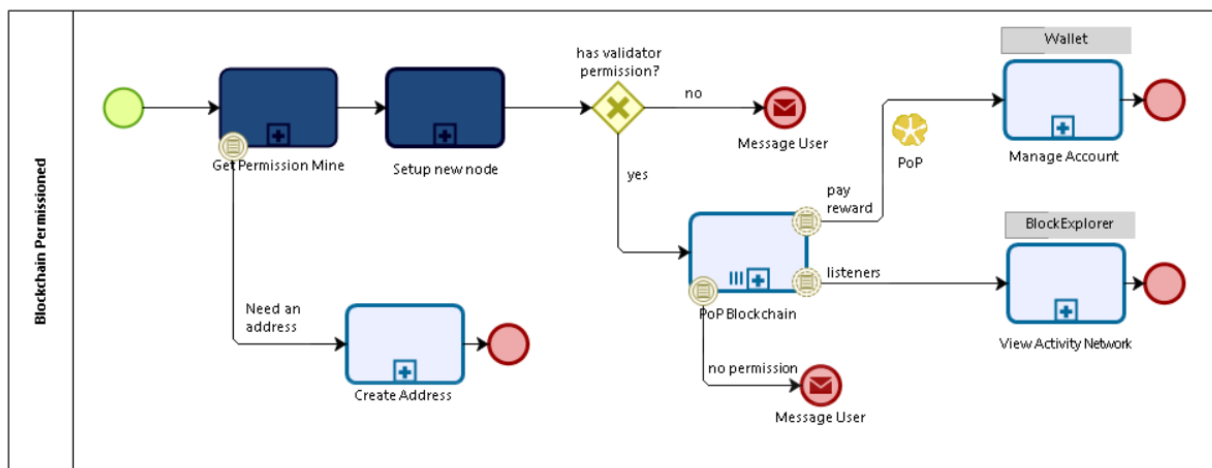 Blockchain Permissioned
Get Permission Mine
Setup new node
has validator
permission?
no
Message User
yes
Wallet
Manage Account
PoP
pay
reward
BlockExplorer
listeners
View Activity Network
PoP Blockchain
no permission
Message User
Need an
address
Create Address